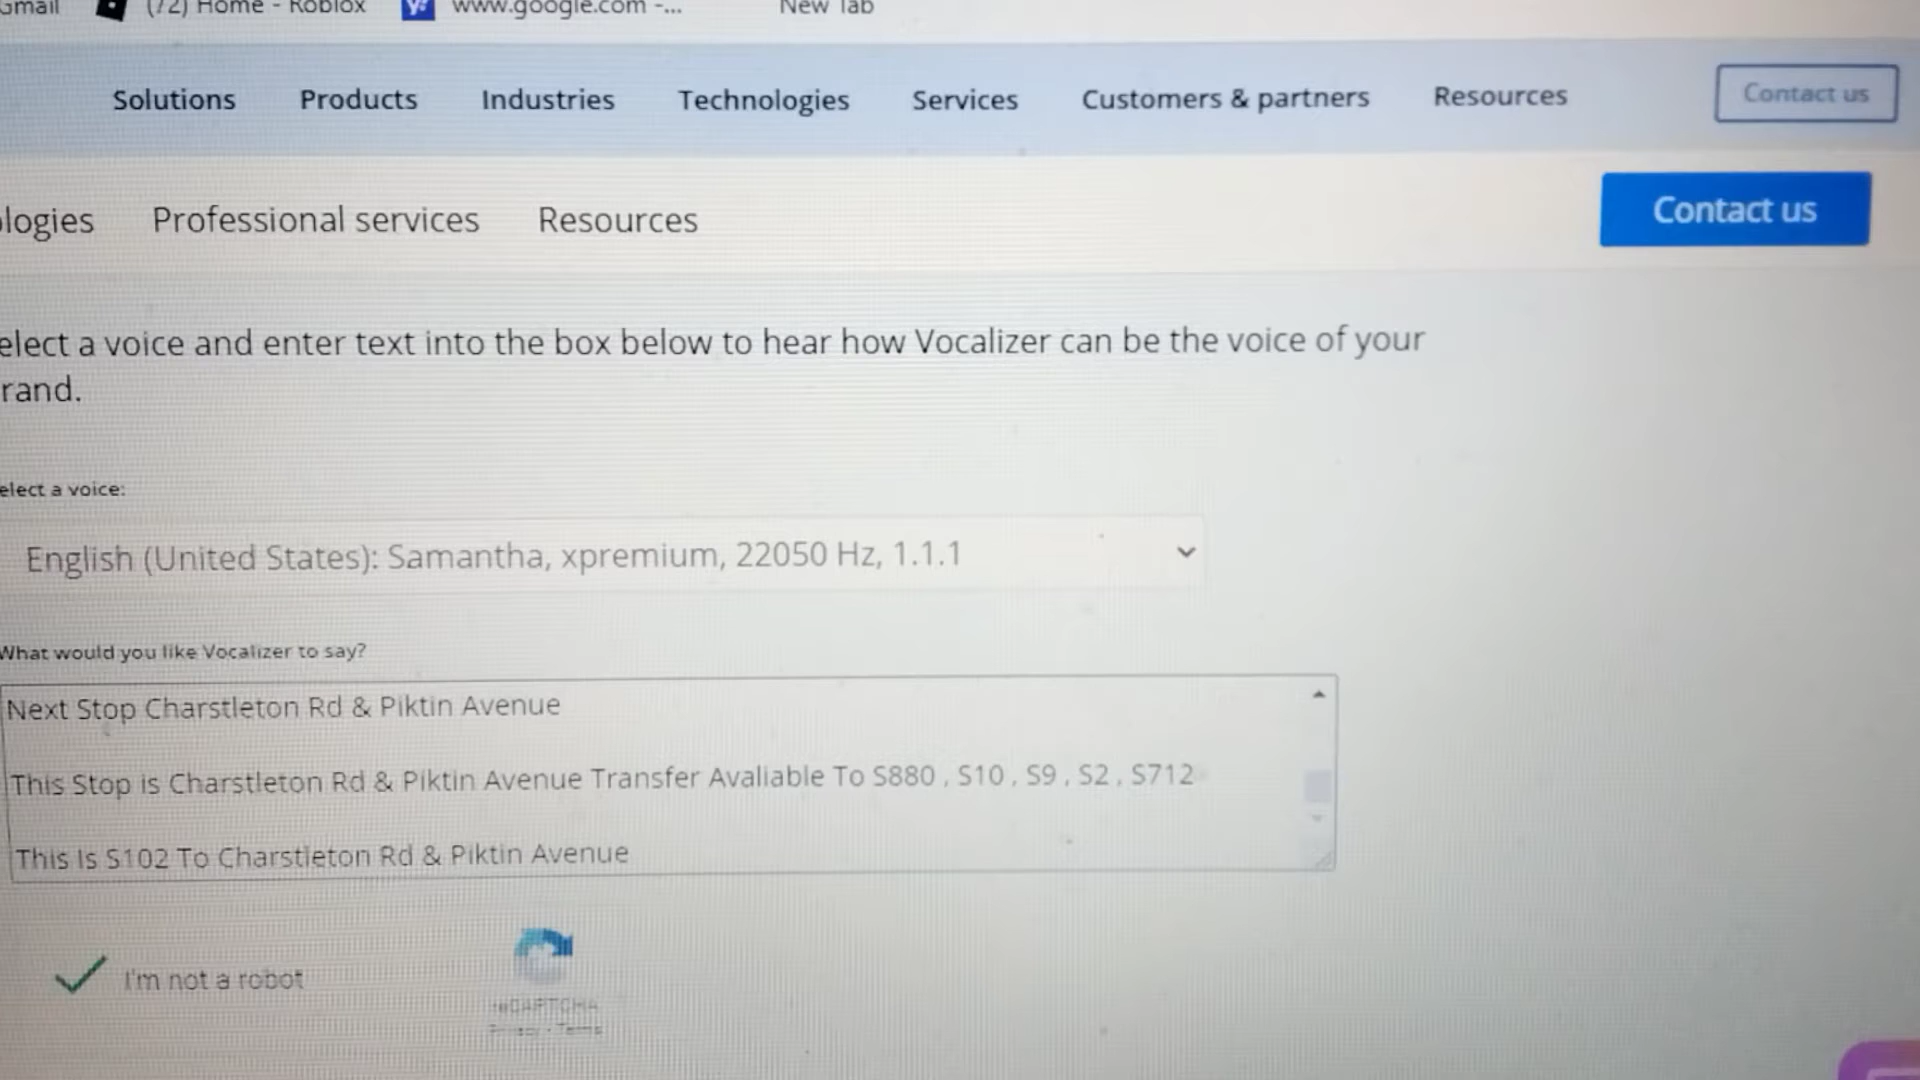 Gmail
(72) Home - Roblox
www.google.com -...
New Tab
Solutions
Products
Industries
Technologies
Services
Customers & partners
Resources
Contact us
ologies
Professional services
Resources
Contact us
elect a voice and enter text into the box below to hear how Vocalizer can be the voice of your
rand.
elect a voice:
English (United States): Samantha, xpremium, 22050 Hz, 1.1.1
What would you like Vocalizer to say?
Next Stop Charstleton Rd & Piktin Avenue
This Stop is Charstleton Rd & Piktin Avenue Transfer Avaliable To S880 , S10 , S9 , S2 , S712
This Is S102 To Charstleton Rd & Piktin Avenue
I'm not a robot
reCAPTCHA
Privacy - Terms